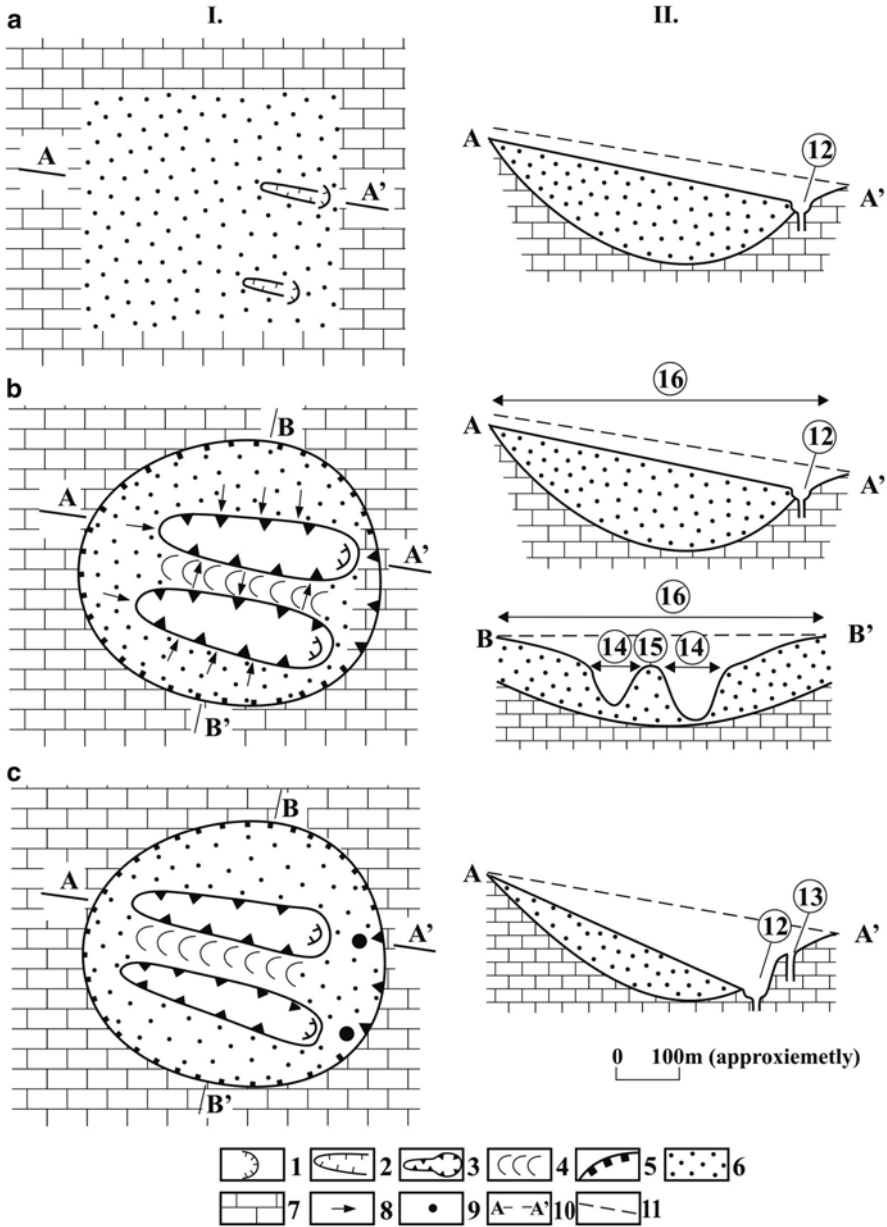 I. II.
a
A A'
A 12 A'
b
B
A
A'
B'
16
A 12 A'
16
B 14 15 14 B'
c
B
A
A'
B'
A 12 13 A'
0 100m (approxiemetly)
1 2 3 4 5 6
7 8 9 A A' 10 11